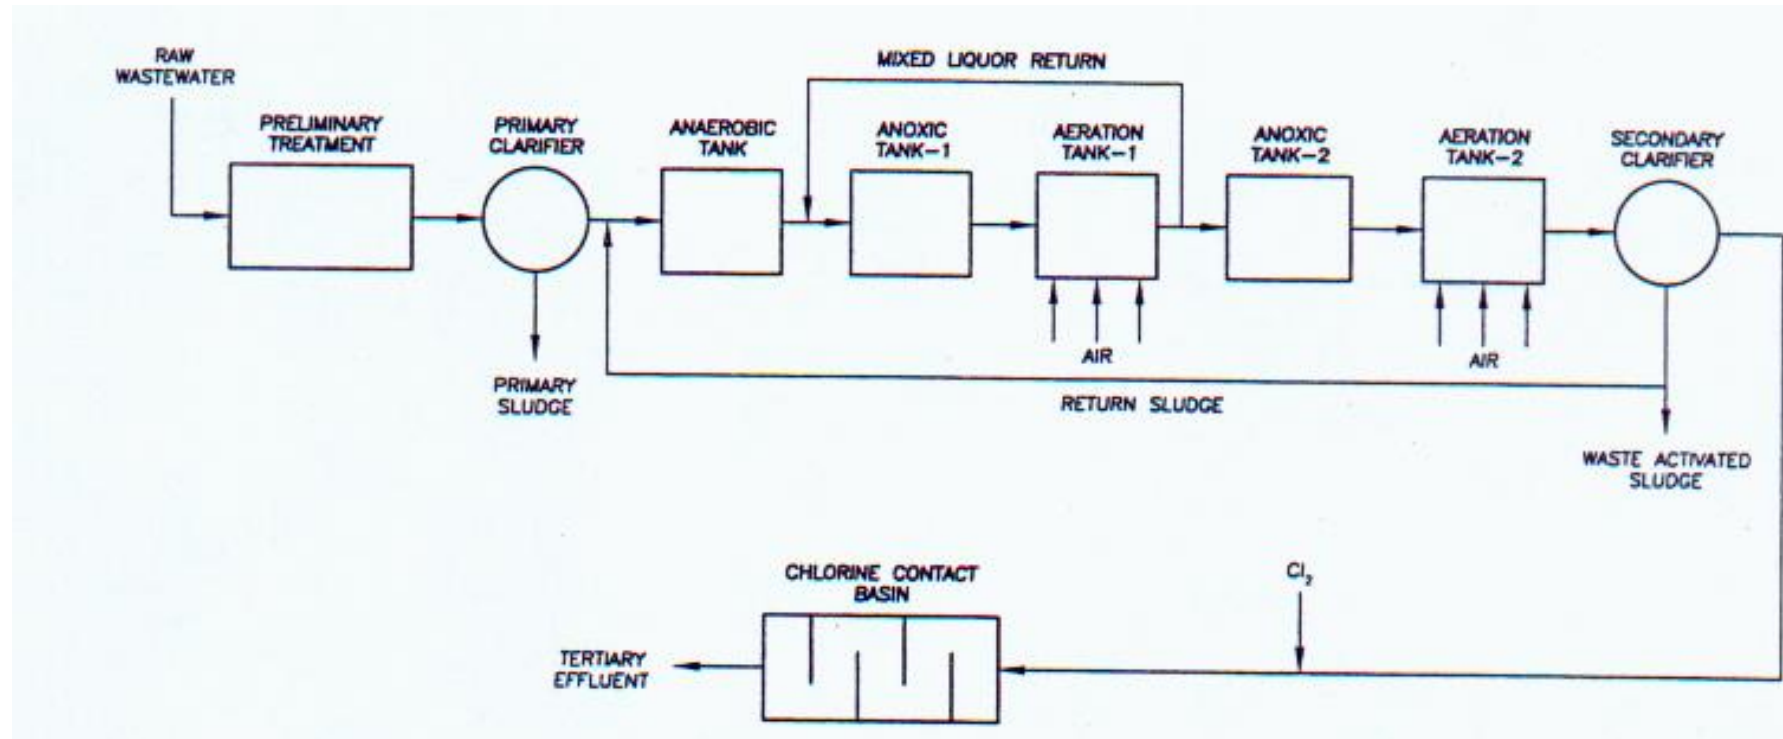 RAW
WASTEWATER
PRELIMINARY
TREATMENT
PRIMARY
CLARIFIER
ANAEROBIC
TANK
MIXED LIQUOR RETURN
ANOXIC
TANK-1
AERATION
TANK-1
ANOXIC
TANK-2
AERATION
TANK-2
SECONDARY
CLARIFIER
AIR
AIR
PRIMARY
SLUDGE
RETURN SLUDGE
WASTE ACTIVATED
SLUDGE
CHLORINE CONTACT
BASIN
Cl₂
TERTIARY
EFFLUENT